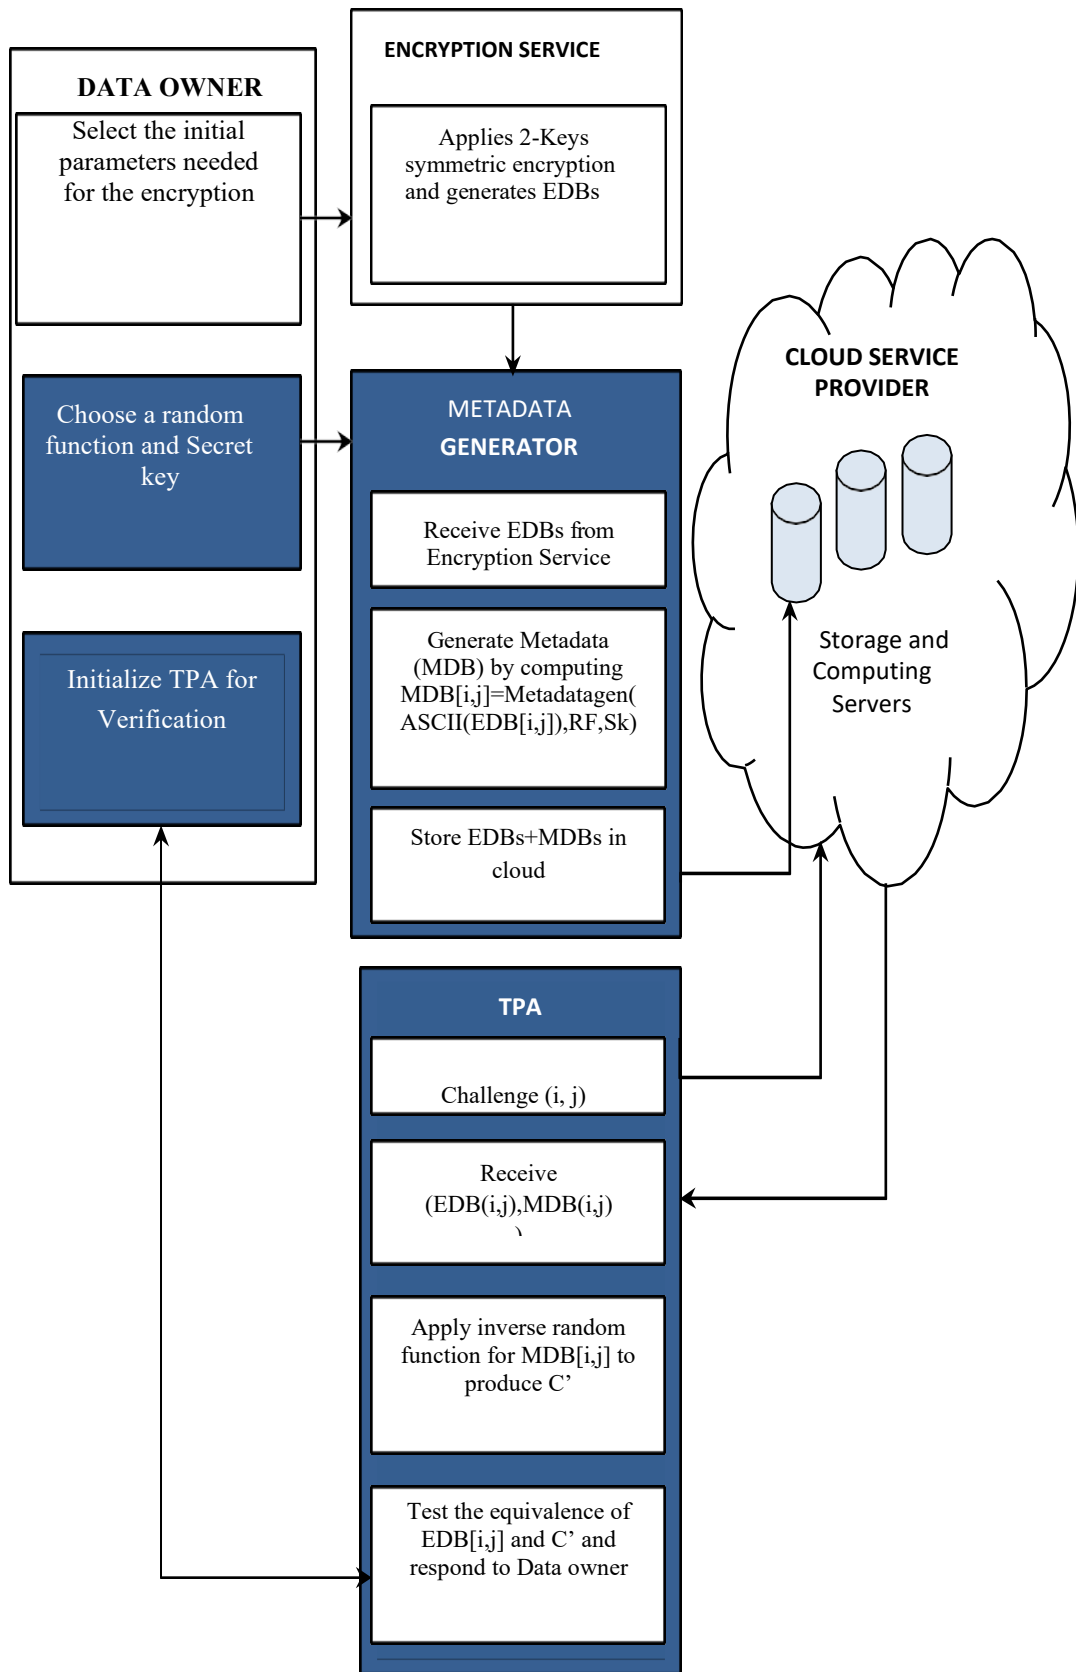 DATA OWNER
Select the initial
parameters needed
for the encryption
Choose a random
function and Secret
key
Initialize TPA for
Verification
ENCRYPTION SERVICE
Applies 2-Keys
symmetric encryption
and generates EDBs
METADATA
GENERATOR
Receive EDBs from
Encryption Service
Generate Metadata
(MDB) by computing
MDB[i,j]=Metadatagen(
ASCII(EDB[i,j]),RF,Sk)
Store EDBs+MDBs in
cloud
CLOUD SERVICE
PROVIDER
Storage and
Computing
Servers
TPA
Challenge (i, j)
Receive
(EDB(i,j),MDB(i,j)
)
Apply inverse random
function for MDB[i,j] to
produce C’
Test the equivalence of
EDB[i,j] and C’ and
respond to Data owner